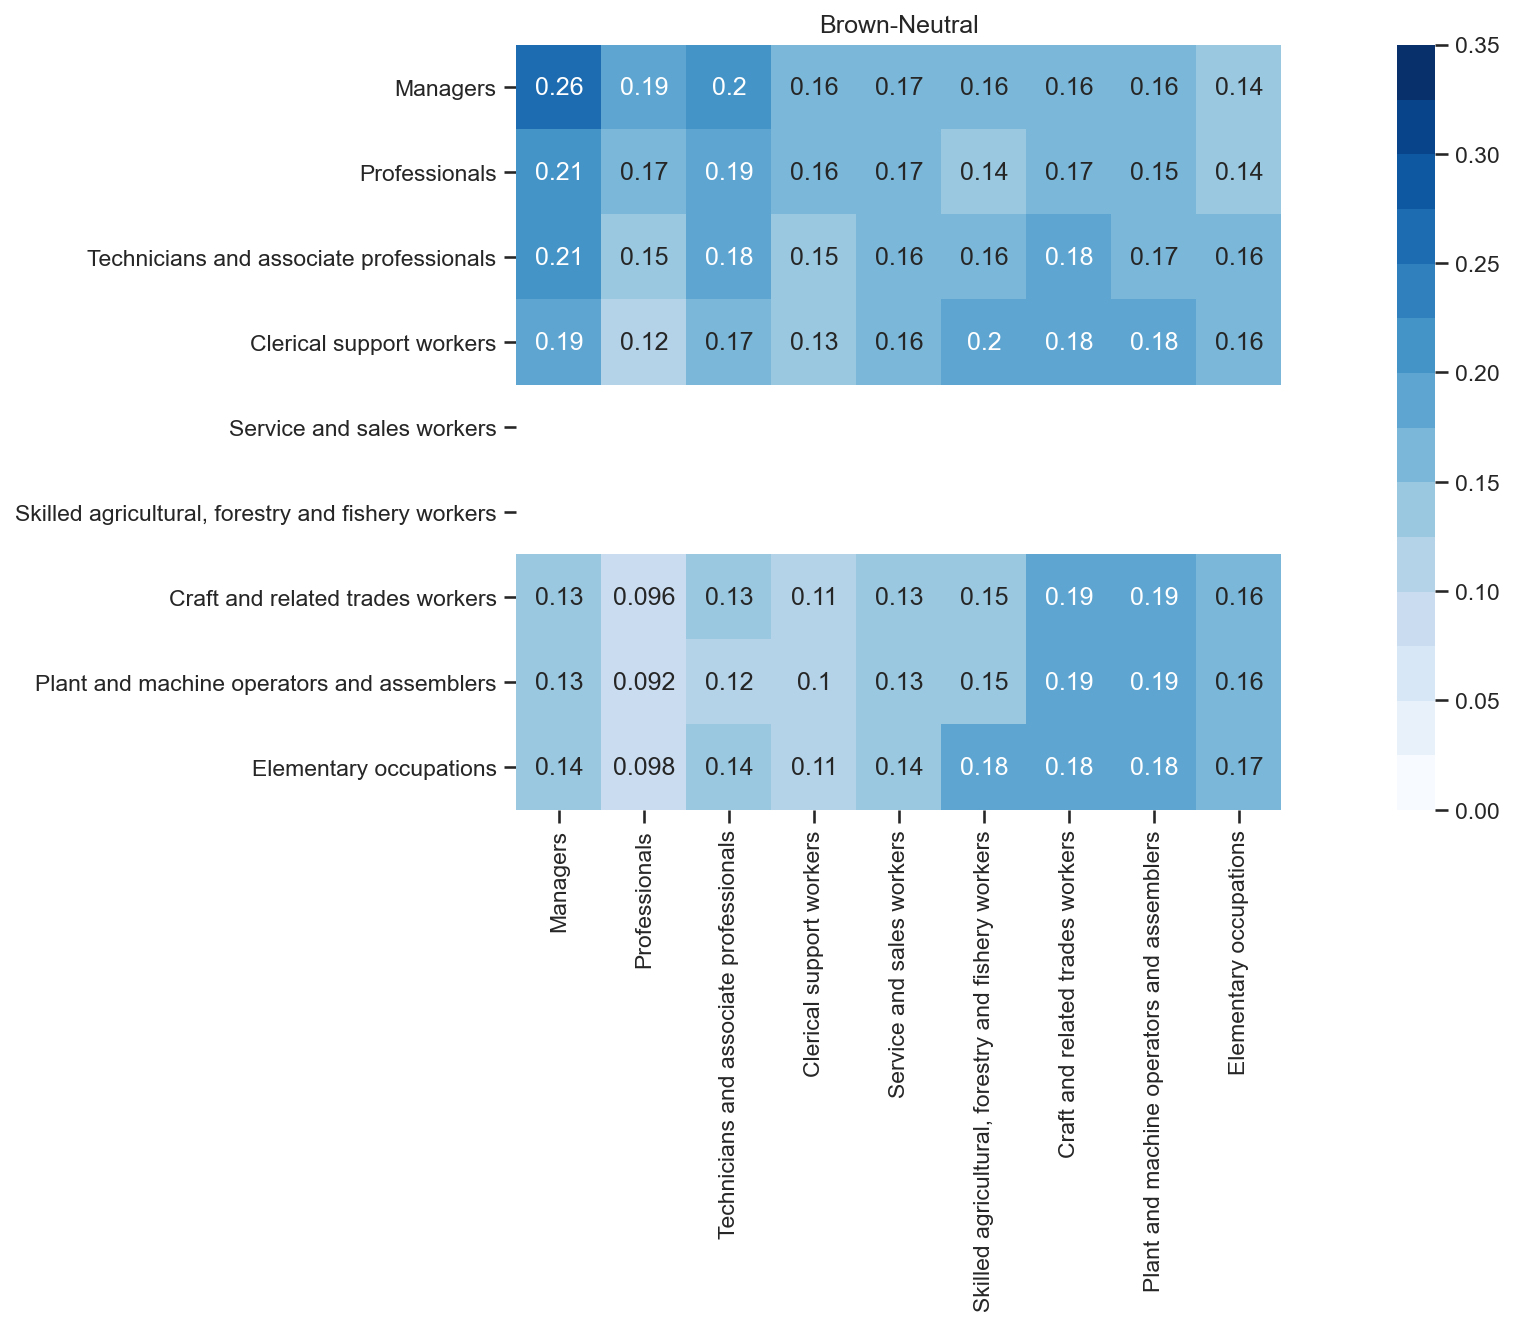 Brown-Neutral
Managers 0.26 0.19 0.2 0.16 0.17 0.16 0.16 0.16 0.14
Professionals 0.21 0.17 0.19 0.16 0.17 0.14 0.17 0.15 0.14
Technicians and associate professionals 0.21 0.15 0.18 0.15 0.16 0.16 0.18 0.17 0.16
Clerical support workers 0.19 0.12 0.17 0.13 0.16 0.2 0.18 0.18 0.16
Service and sales workers
Skilled agricultural, forestry and fishery workers
Craft and related trades workers 0.13 0.096 0.13 0.11 0.13 0.15 0.19 0.19 0.16
Plant and machine operators and assemblers 0.13 0.092 0.12 0.1 0.13 0.15 0.19 0.19 0.16
Elementary occupations 0.14 0.098 0.14 0.11 0.14 0.18 0.18 0.18 0.17
Managers
Professionals
Technicians and associate professionals
Clerical support workers
Service and sales workers
Skilled agricultural, forestry and fishery workers
Craft and related trades workers
Plant and machine operators and assemblers
Elementary occupations
0.35
0.30
0.25
0.20
0.15
0.10
0.05
0.00